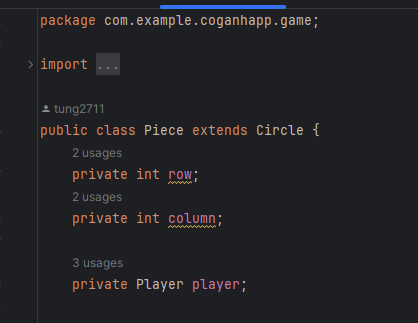 package com.example.coganhapp.game;
import ...
tung2711
public class Piece extends Circle {
2 usages
private int row;
2 usages
private int column;
3 usages
private Player player;